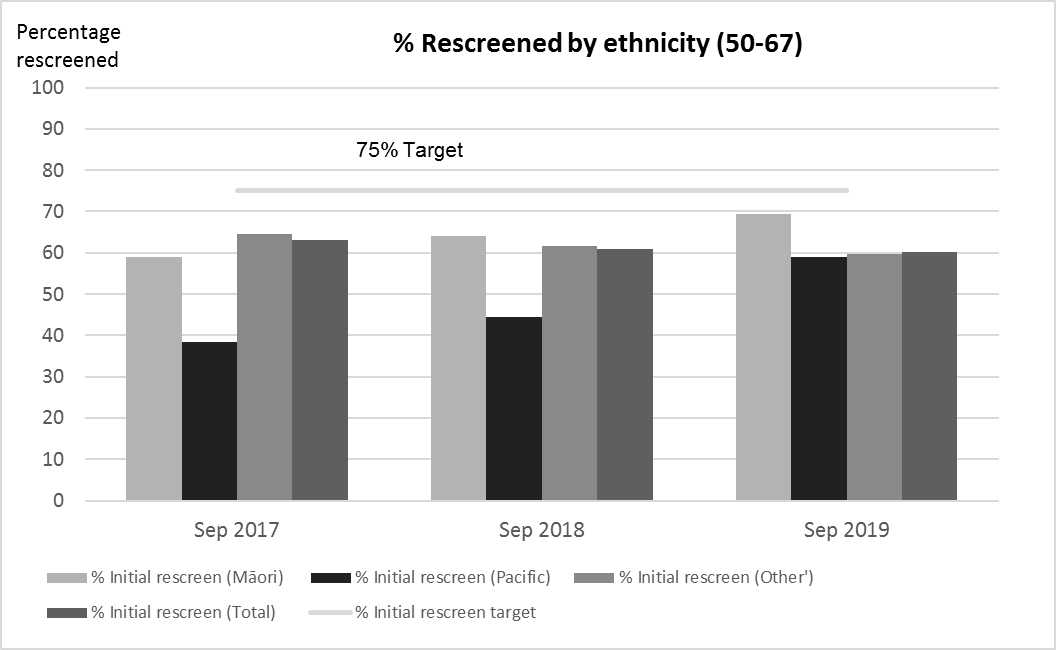 Percentage
rescreened
% Rescreened by ethnicity (50-67)
100
90
80
70
60
50
40
30
20
10
0
75% Target
Sep 2017
Sep 2018
Sep 2019
% Initial rescreen (Māori)
% Initial rescreen (Pacific)
% Initial rescreen (Other')
% Initial rescreen (Total)
% Initial rescreen target